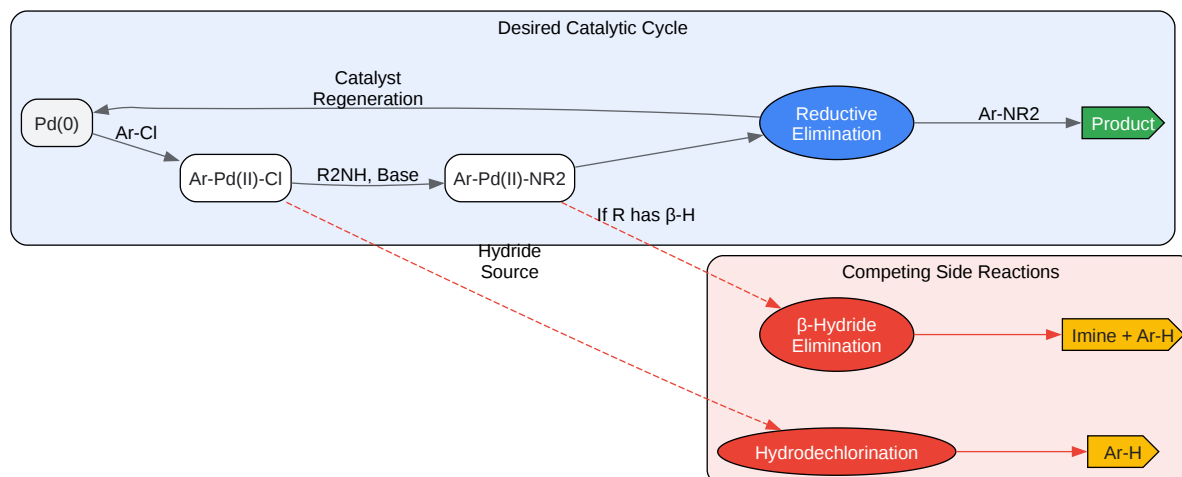 Desired Catalytic Cycle
Catalyst
Regeneration
Pd(0)
Ar-Cl
Reductive
Elimination
Ar-NR2
Product
Ar-Pd(II)-Cl
R2NH, Base
Ar-Pd(II)-NR2
If R has β-H
Hydride
Source
Competing Side Reactions
β-Hydride
Elimination
Imine + Ar-H
Hydrodechlorination
Ar-H